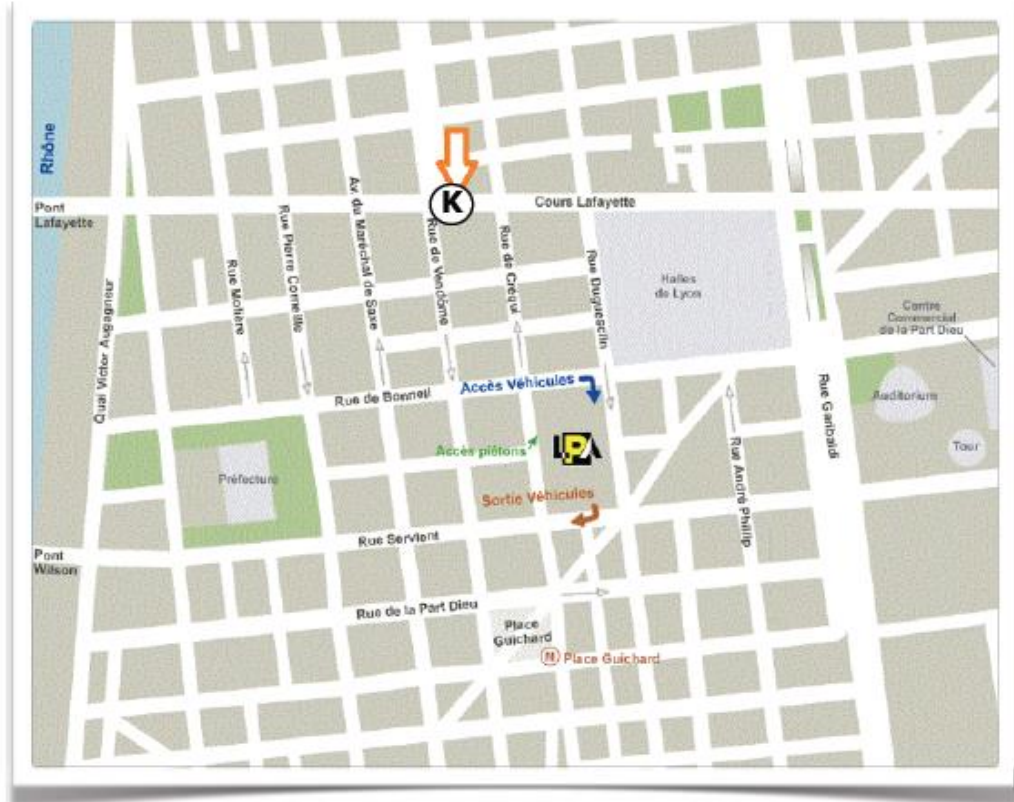 Rhône
Pont
Lafayette
K
Cours Lafayette
Quai Victor Augagneur
Rue Molière
Rue Pierre Corneille
Av. du Maréchal de Saxe
Rue de Vendôme
Rue de Créqui
Rue Duguesclin
Halles
de Lyon
Centre
Commercial
de la Part Dieu
Rue de Bonnel
Accès Véhicules
Rue Garibaldi
Auditorium
Accès piétons
LPA
Tour
Préfecture
Rue André Phillip
Sortie Véhicules
Rue Servient
Pont
Wilson
Rue de la Part Dieu
Place
Guichard
M Place Guichard